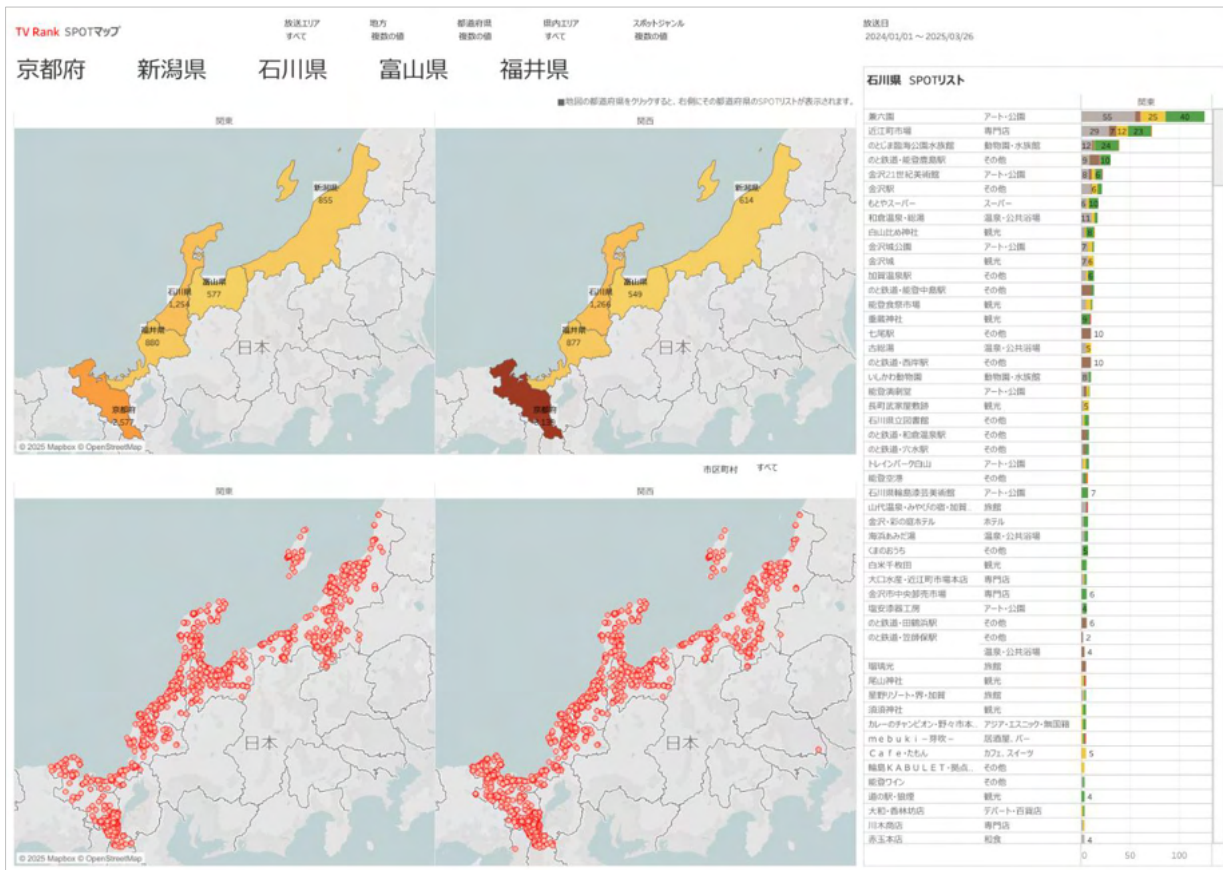 TV Rank SPOTマップ
放送エリア 地方 都道府県 県内エリア スポットジャンル
すべて 複数の値 複数の値 すべて 複数の値
放送日
2024/01/01 ～ 2025/03/26
京都府 新潟県 石川県 富山県 福井県
■地図の都道府県をクリックすると、右側にその都道府県のSPOTリストが表示されます。
関東
新潟県
855
富山県
577
石川県
1,254
福井県
880
日本
京都府
2,577
© 2025 Mapbox © OpenStreetMap
関西
新潟県
614
富山県
549
石川県
1,266
福井県
877
日本
京都府
市区町村 すべて
関東
日本
© 2025 Mapbox © OpenStreetMap
関西
日本
石川県 SPOTリスト
関東
兼六園 アート・公園 55 25 40
近江町市場 専門店 29 7 12 23
のとじま臨海公園水族館 動物園・水族館 12 24
のと鉄道・能登鹿島駅 その他 9 10
金沢21世紀美術館 アート・公園 8 6
金沢駅 その他 6
もとやスーパー スーパー 6 10
和倉温泉・総湯 温泉・公共浴場 11
白山比め神社 観光 8
金沢城公園 アート・公園 7
金沢城 観光 7 6
加賀温泉駅 その他 6
のと鉄道・能登中島駅 その他
能登食祭市場 観光
重蔵神社 観光 9
七尾駅 その他 10
古総湯 温泉・公共浴場 5
のと鉄道・西岸駅 その他 10
いしかわ動物園 動物園・水族館 8
能登演劇堂 アート・公園
長町武家屋敷跡 観光 5
石川県立図書館 その他
のと鉄道・和倉温泉駅 その他
のと鉄道・穴水駅 その他
トレインパーク白山 アート・公園
能登空港 その他
石川県輪島漆芸美術館 アート・公園 7
山代温泉・みやびの宿・加賀.. 旅館
金沢・彩の庭ホテル ホテル
海浜あみだ湯 温泉・公共浴場
くまのおうち その他 5
白米千枚田 観光
大口水産・近江町市場本店 専門店
金沢市中央卸売市場 専門店 6
塩安漆器工房 アート・公園 4
のと鉄道・田鶴浜駅 その他 6
のと鉄道・笠師保駅 その他 2
温泉・公共浴場 4
瑠璃光 旅館
尾山神社 観光
星野リゾート・界・加賀 旅館
須須神社 観光
カレーのチャンピオン・野々市本.. アジア・エスニック・無国籍
ｍｅｂｕｋｉ－芽吹－ 居酒屋、バー
Ｃａｆｅ・たもん カフェ、スイーツ 5
輪島ＫＡＢＵＬＥＴ・拠点.. その他
能登ワイン その他
道の駅・狼煙 観光 4
大和・香林坊店 デパート・百貨店
川木商店 専門店
赤玉本店 和食 4
0 50 100